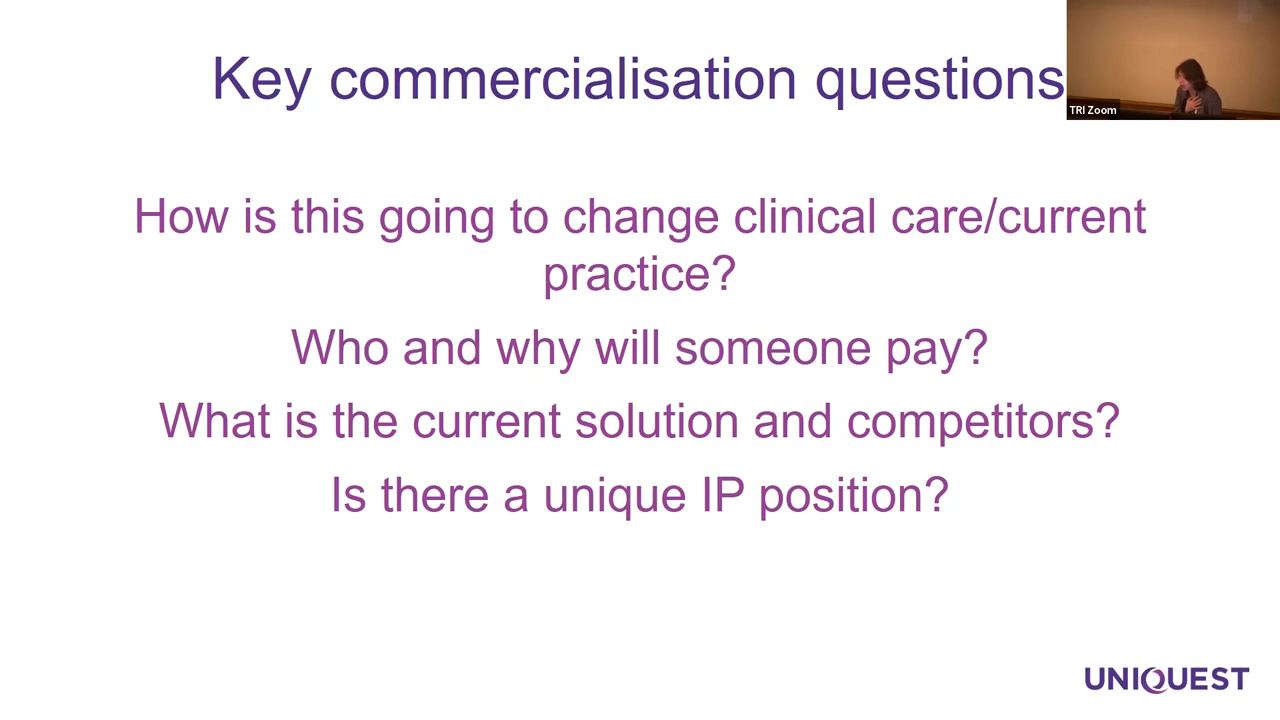 Key commercialisation questions
TRI Zoom
How is this going to change clinical care/current
practice?
Who and why will someone pay?
What is the current solution and competitors?
Is there a unique IP position?
UNIQUEST